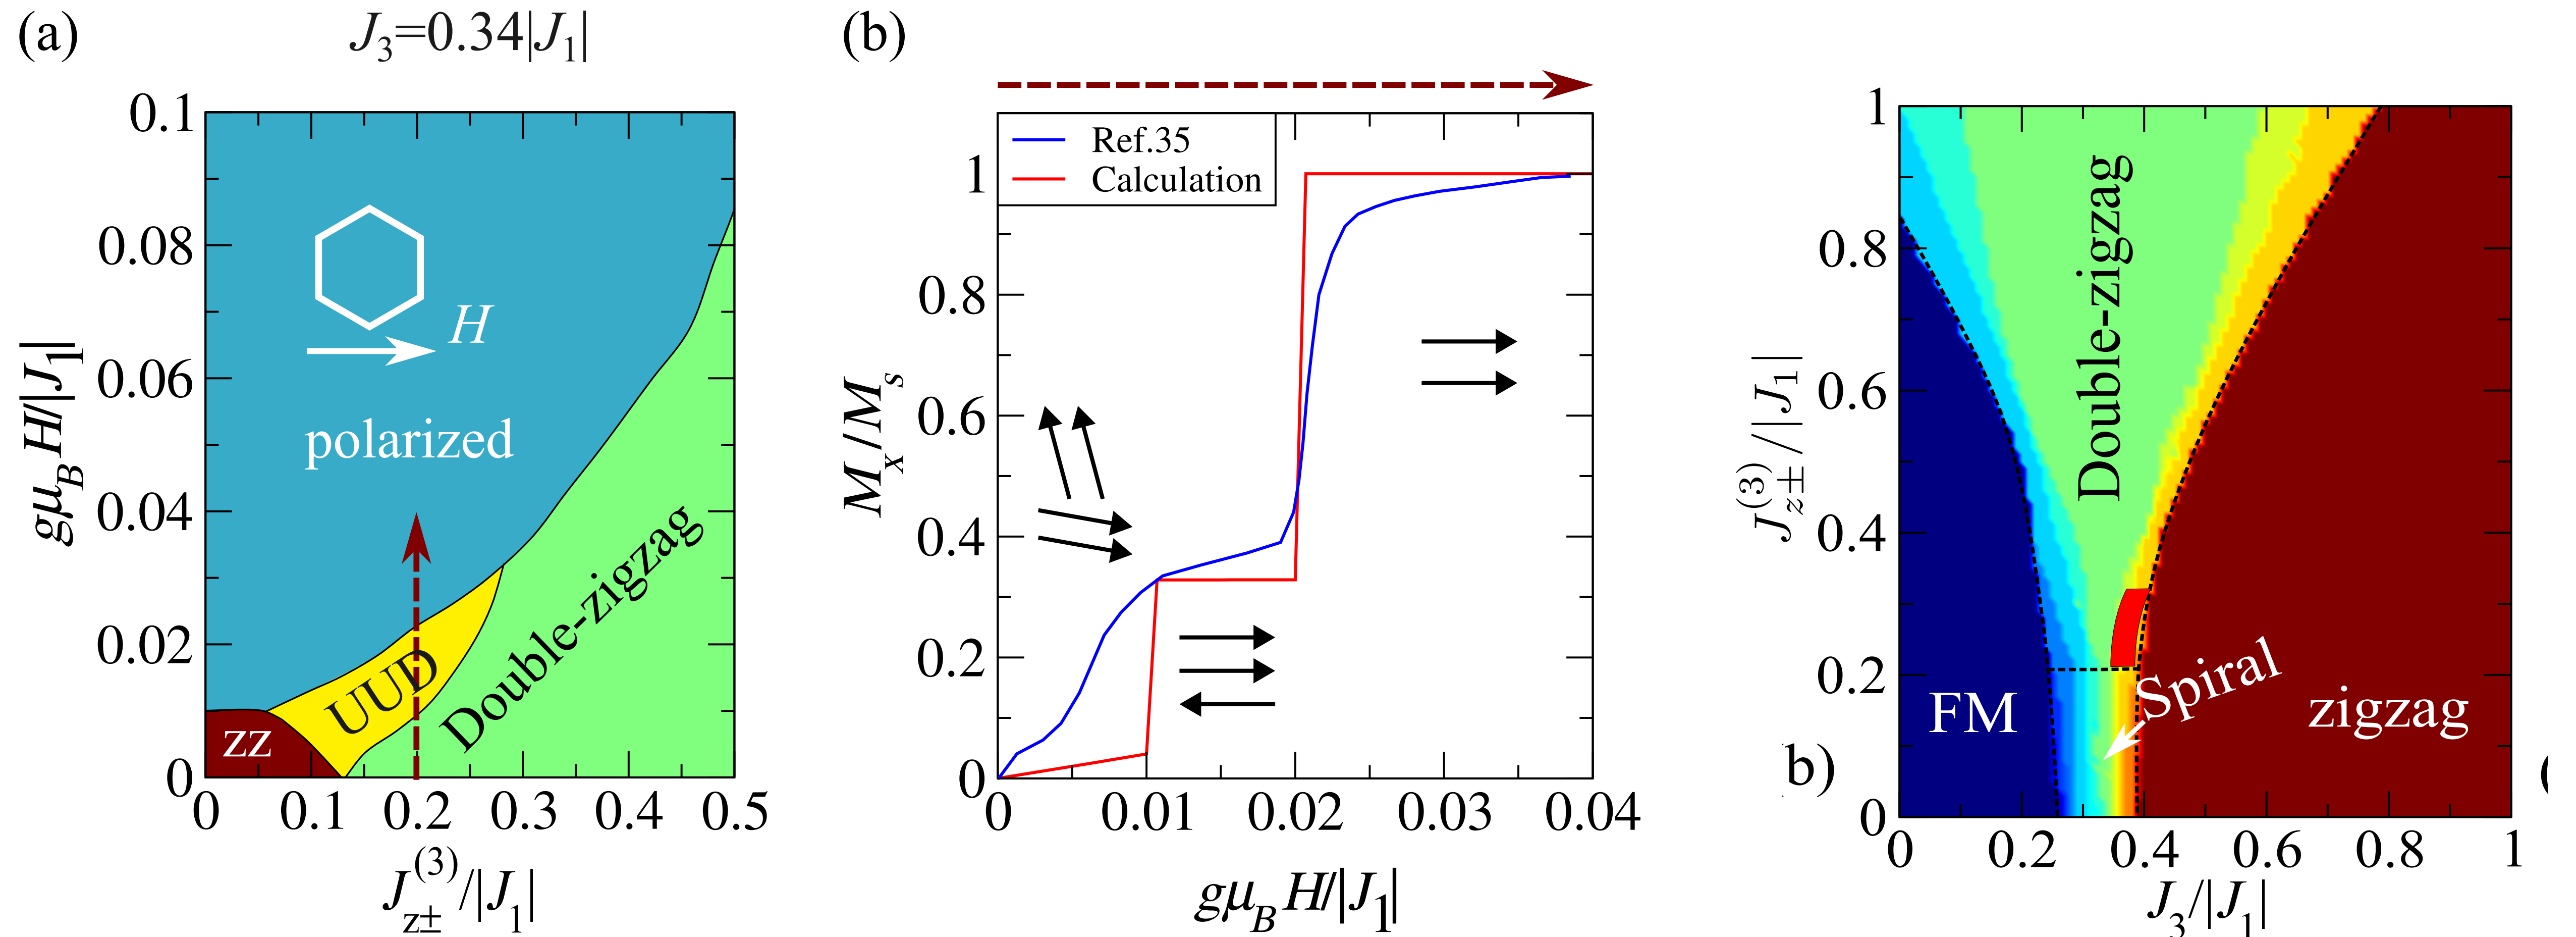 (a)
J3=0.34|J1|
0.1
0.08
0.06
0.04
0.02
0
gμBH/|J1|
H
polarized
UUD
zz
Double-zigzag
0 0.1 0.2 0.3 0.4 0.5
Jz±(3)/|J1|
(b)
Ref.35
Calculation
1
0.8
0.6
0.4
0.2
0
Mx/Ms
0 0.01 0.02 0.03 0.04
gμBH/|J1|
1
0.8
0.6
0.4
0.2
0
Jz±(3)/|J1|
Double-zigzag
FM
Spiral
zigzag
b)
(
0 0.2 0.4 0.6 0.8 1
J3/|J1|